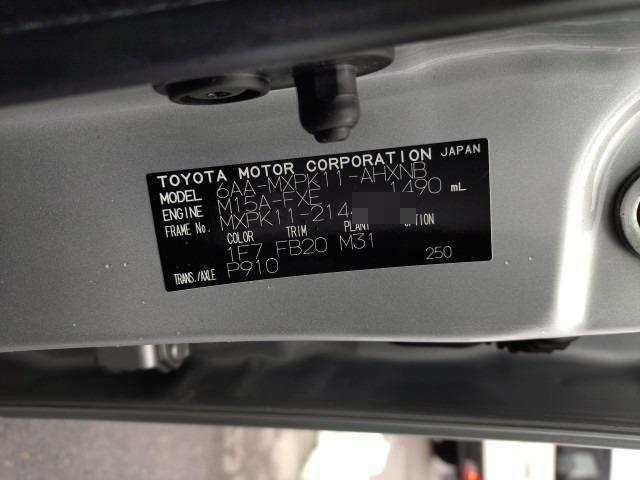 TOYOTA MOTOR CORPORATION JAPAN
MODEL 6AA-MXPK11-AHXNB
ENGINE M15A-FXE 1490 mL
FRAME No. MXPK11-214
COLOR TRIM PLANT OPTION
1F7 FB20 M31
TRANS./AXLE P910 250